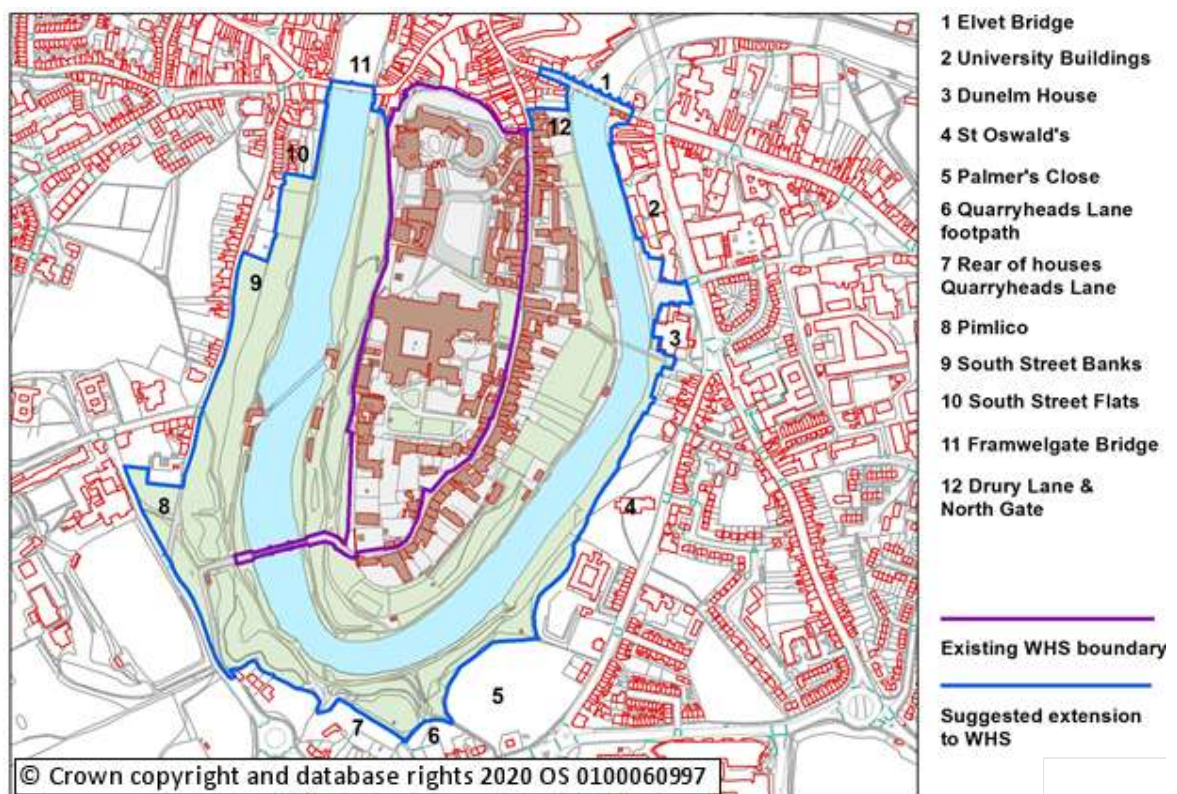 11
1
12
10
2
9
3
8
4
5
7
6
© Crown copyright and database rights 2020 OS 0100060997
1 Elvet Bridge
2 University Buildings
3 Dunelm House
4 St Oswald's
5 Palmer's Close
6 Quarryheads Lane
footpath
7 Rear of houses
Quarryheads Lane
8 Pimlico
9 South Street Banks
10 South Street Flats
11 Framwelgate Bridge
12 Drury Lane &
North Gate
Existing WHS boundary
Suggested extension
to WHS